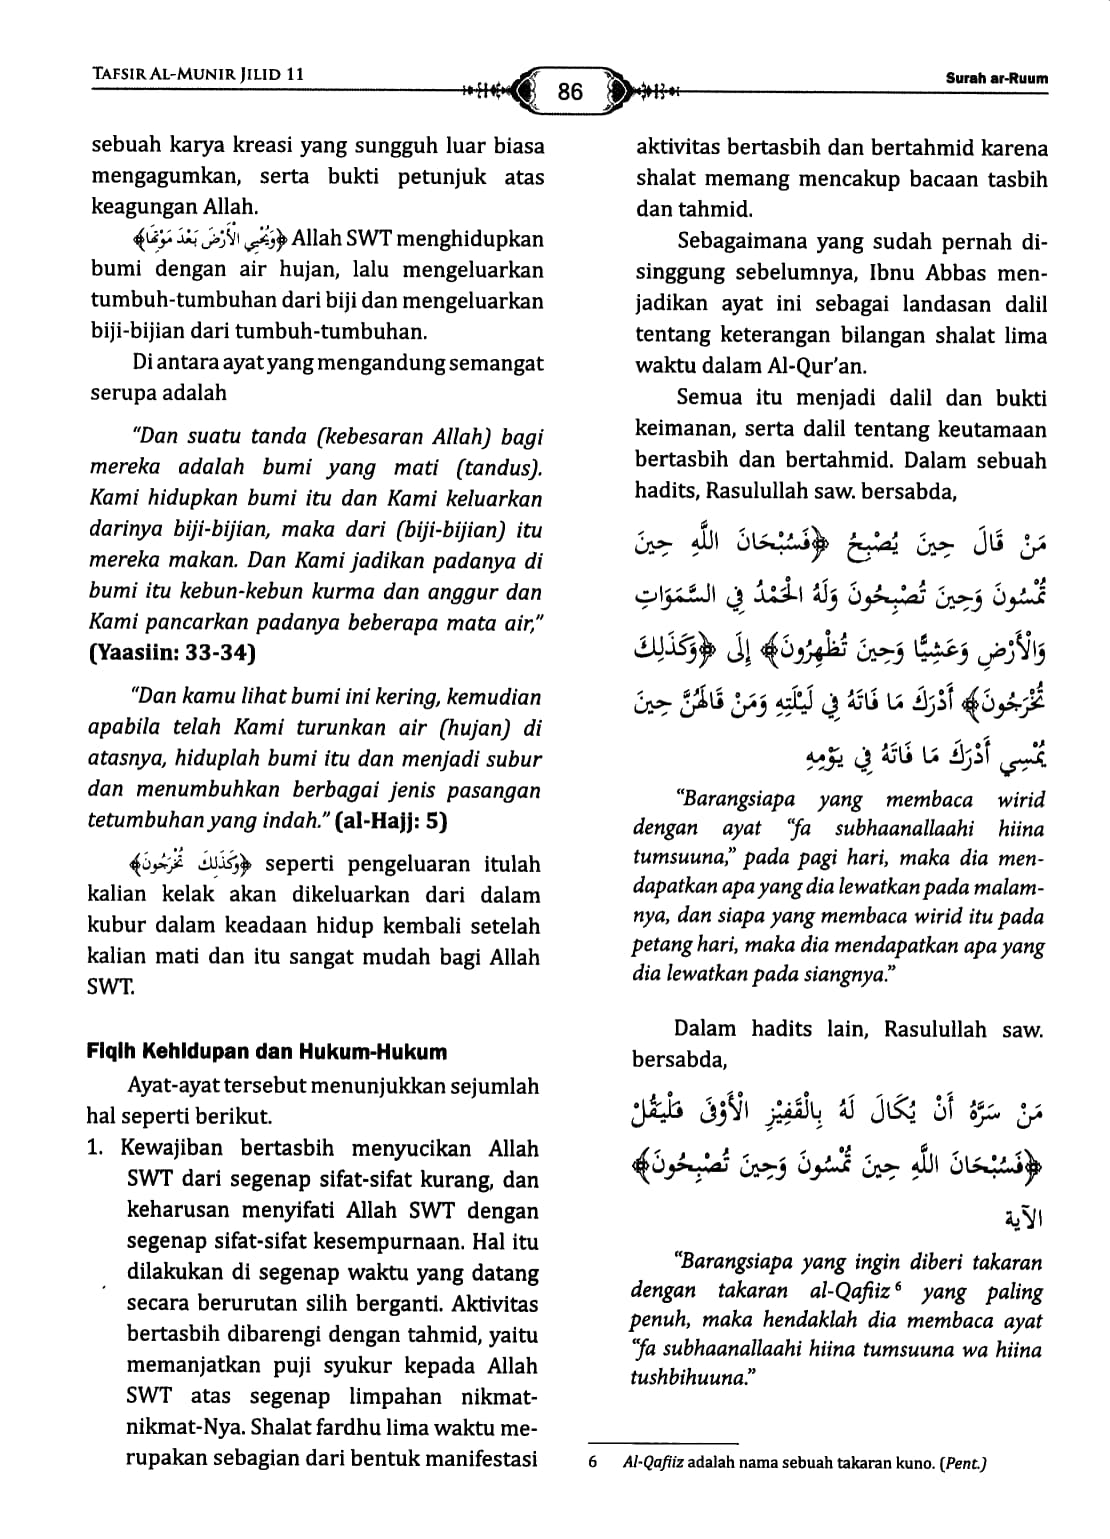 TAFSIR AL-MUNIR JILID 11
86
Surah ar-Ruum
sebuah karya kreasi yang sungguh luar biasa
mengagumkan, serta bukti petunjuk atas
keagungan Allah.
﴿وَيُحْيِي الْأَرْضَ بَعْدَ مَوْتِهَا﴾ Allah SWT menghidupkan
bumi dengan air hujan, lalu mengeluarkan
tumbuh-tumbuhan dari biji dan mengeluarkan
biji-bijian dari tumbuh-tumbuhan.
Di antara ayat yang mengandung semangat
serupa adalah
“Dan suatu tanda (kebesaran Allah) bagi
mereka adalah bumi yang mati (tandus).
Kami hidupkan bumi itu dan Kami keluarkan
darinya biji-bijian, maka dari (biji-bijian) itu
mereka makan. Dan Kami jadikan padanya di
bumi itu kebun-kebun kurma dan anggur dan
Kami pancarkan padanya beberapa mata air,”
(Yaasiin: 33-34)
“Dan kamu lihat bumi ini kering, kemudian
apabila telah Kami turunkan air (hujan) di
atasnya, hiduplah bumi itu dan menjadi subur
dan menumbuhkan berbagai jenis pasangan
tetumbuhan yang indah.” (al-Hajj: 5)
﴿وَكَذَلِكَ تُخْرَجُونَ﴾ seperti pengeluaran itulah
kalian kelak akan dikeluarkan dari dalam
kubur dalam keadaan hidup kembali setelah
kalian mati dan itu sangat mudah bagi Allah
SWT.
Fiqih Kehidupan dan Hukum-Hukum
Ayat-ayat tersebut menunjukkan sejumlah
hal seperti berikut.
1. Kewajiban bertasbih menyucikan Allah
SWT dari segenap sifat-sifat kurang, dan
keharusan menyifati Allah SWT dengan
segenap sifat-sifat kesempurnaan. Hal itu
dilakukan di segenap waktu yang datang
secara berurutan silih berganti. Aktivitas
bertasbih dibarengi dengan tahmid, yaitu
memanjatkan puji syukur kepada Allah
SWT atas segenap limpahan nikmat-
nikmat-Nya. Shalat fardhu lima waktu me-
rupakan sebagian dari bentuk manifestasi
aktivitas bertasbih dan bertahmid karena
shalat memang mencakup bacaan tasbih
dan tahmid.
Sebagaimana yang sudah pernah di-
singgung sebelumnya, Ibnu Abbas men-
jadikan ayat ini sebagai landasan dalil
tentang keterangan bilangan shalat lima
waktu dalam Al-Qur’an.
Semua itu menjadi dalil dan bukti
keimanan, serta dalil tentang keutamaan
bertasbih dan bertahmid. Dalam sebuah
hadits, Rasulullah saw. bersabda,
مَنْ قَالَ حِينَ يُصْبِحُ ﴿فَسُبْحَانَ اللَّهِ حِينَ
تُمْسُونَ وَحِينَ تُصْبِحُونَ وَلَهُ الْحَمْدُ فِي السَّمَوَاتِ
وَالْأَرْضِ وَعَشِيًّا وَحِينَ تُظْهِرُونَ﴾ إِلَى ﴿وَكَذَلِكَ
تُخْرَجُونَ﴾ أَدْرَكَ مَا فَاتَهُ فِي لَيْلَتِهِ وَمَنْ قَالَهُنَّ حِينَ
يُمْسِي أَدْرَكَ مَا فَاتَهُ فِي يَوْمِهِ
“Barangsiapa yang membaca wirid
dengan ayat “fa subhaanallaahi hiina
tumsuuna,” pada pagi hari, maka dia men-
dapatkan apa yang dia lewatkan pada malam-
nya, dan siapa yang membaca wirid itu pada
petang hari, maka dia mendapatkan apa yang
dia lewatkan pada siangnya.”
Dalam hadits lain, Rasulullah saw.
bersabda,
مَنْ سَرَّهُ أَنْ يُكَالَ لَهُ بِالْقَفِيْزِ الْأَوْفَى فَلْيَقُلْ
﴿فَسُبْحَانَ اللَّهِ حِينَ تُمْسُونَ وَحِينَ تُصْبِحُونَ﴾
الآية
“Barangsiapa yang ingin diberi takaran
dengan takaran al-Qafiiz⁶ yang paling
penuh, maka hendaklah dia membaca ayat
“fa subhaanallaahi hiina tumsuuna wa hiina
tushbihuuna.”
6 Al-Qafiiz adalah nama sebuah takaran kuno. (Pent.)